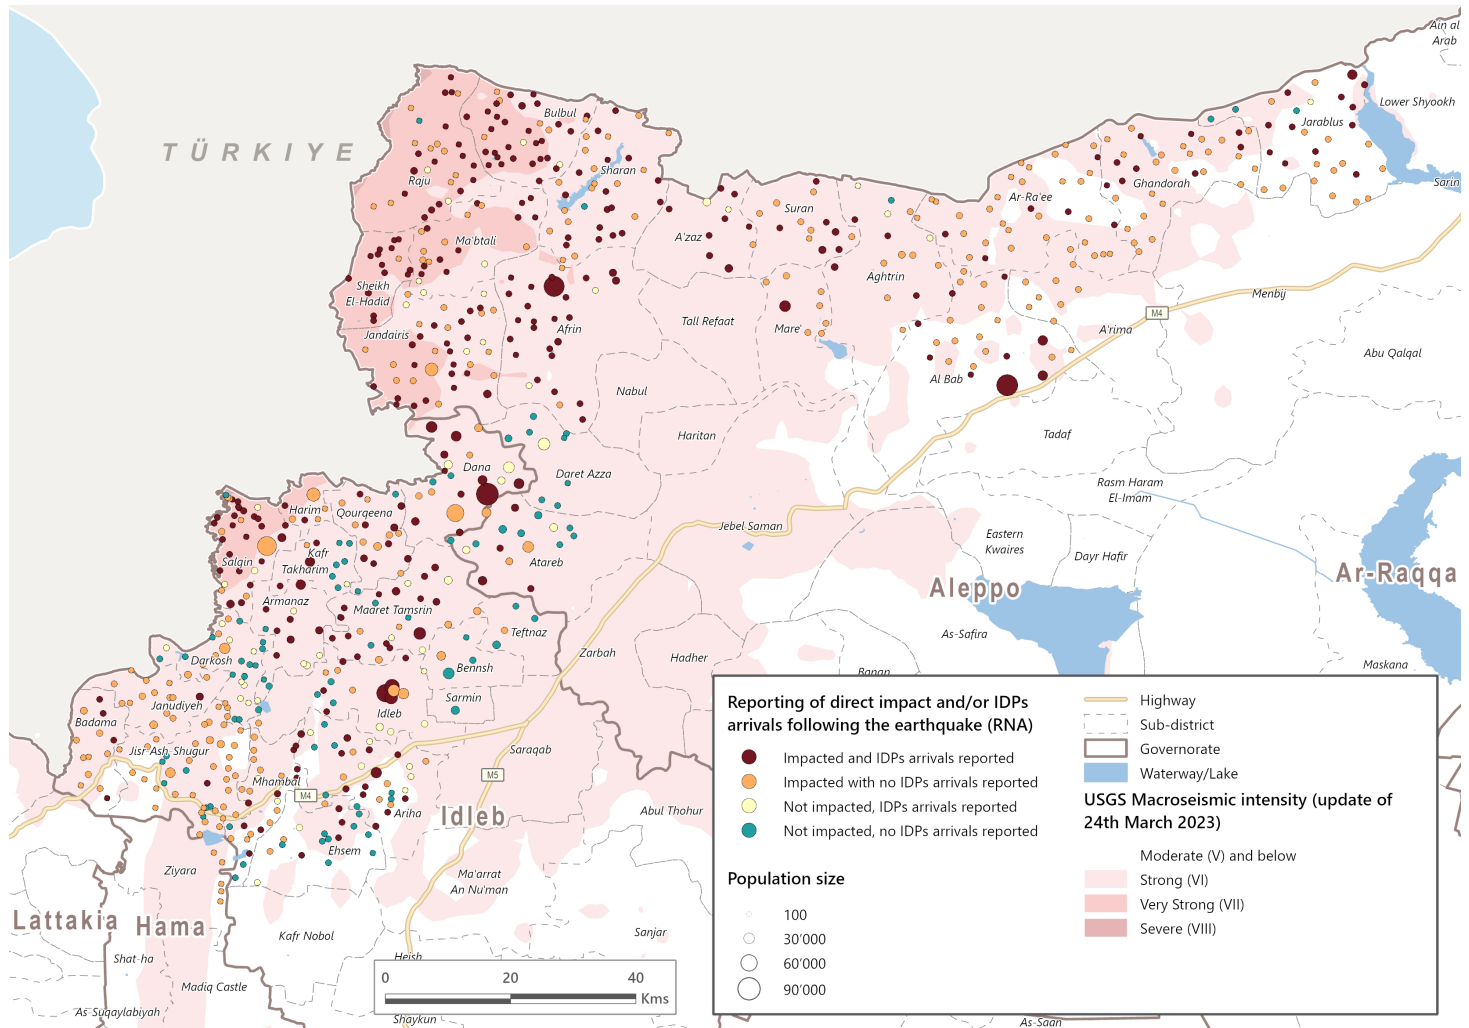 Ain al
Arab
Lower Shyookh
Bulbul
Jarablus
TÜRKIYE
Sharan
Raju
Ghandorah
Sarin
Ar-Ra'ee
Suran
A'zaz
Ma'btali
Aghtrin
Sheikh
El-Hadid
Menbij
M4
Tall Refaat
Mare'
Afrin
A'rima
Jandairis
Abu Qalqal
Al Bab
Nabul
Haritan
Tadaf
Dana
Daret Azza
Rasm Haram
El-Imam
Harim
Qourqeena
Jebel Saman
Eastern
Kwaires
Kafr
Takharim
Salqin
Atareb
Dayr Hafir
Ar-Raqqa
Aleppo
Armanaz
Maaret Tamsrin
Teftnaz
As-Safira
Zarbah
Hadher
Darkosh
Bennsh
Maskana
Banan
Sarmin
Janudiyeh
Idleb
Badama
Jisr-Ash-Shugur
Saraqab
M5
Mhambal
M4
Ariha
Idleb
Abul Thohur
Ehsem
Ziyara
Ma'arrat
An Nu'man
Lattakia
Hama
Kafr Nobol
Sanjar
Heish
Shat-ha
Madiq Castle
As-Suqaylabiyah
Shaykun
As-Saan
0 20 40
Kms
Reporting of direct impact and/or IDPs
arrivals following the earthquake (RNA)
Impacted and IDPs arrivals reported
Impacted with no IDPs arrivals reported
Not impacted, IDPs arrivals reported
Not impacted, no IDPs arrivals reported
Population size
100
30'000
60'000
90'000
Highway
Sub-district
Governorate
Waterway/Lake
USGS Macroseismic intensity (update of
24th March 2023)
Moderate (V) and below
Strong (VI)
Very Strong (VII)
Severe (VIII)